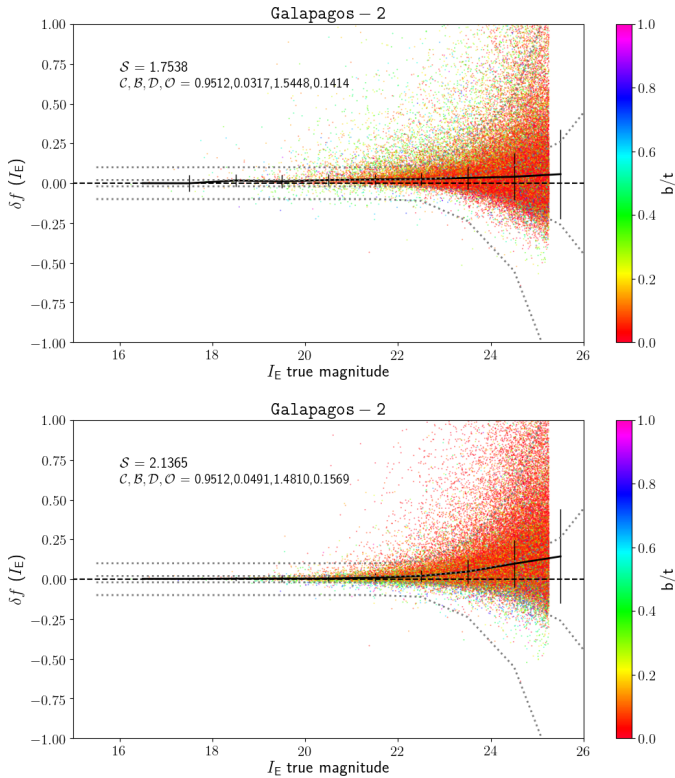 Galapagos − 2
1.00
0.75
0.50
0.25
0.00
−0.25
−0.50
−0.75
−1.00
δf (I_E)
S = 1.7538
C, B, D, O = 0.9512,0.0317,1.5448,0.1414
16 18 20 22 24 26
I_E true magnitude
1.0
0.8
0.6
0.4
0.2
0.0
b/t
Galapagos − 2
1.00
0.75
0.50
0.25
0.00
−0.25
−0.50
−0.75
−1.00
δf (I_E)
S = 2.1365
C, B, D, O = 0.9512,0.0491,1.4810,0.1569
16 18 20 22 24 26
I_E true magnitude
1.0
0.8
0.6
0.4
0.2
0.0
b/t